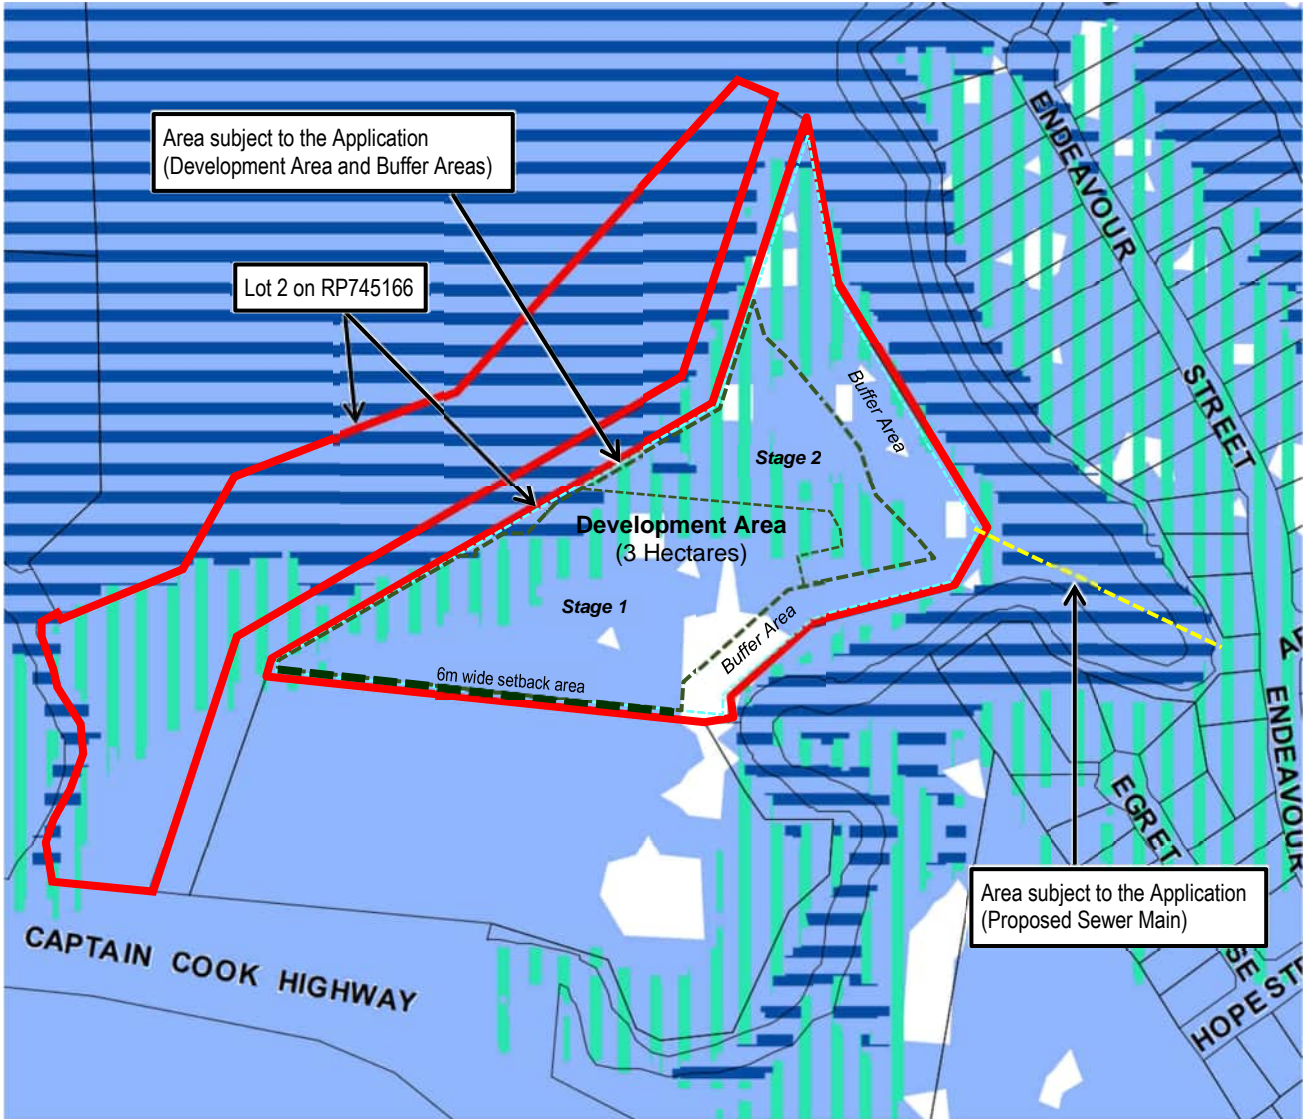 ENDEAVOUR
Area subject to the Application
(Development Area and Buffer Areas)
Lot 2 on RP745166
STREET
Buffer Area
Stage 2
Development Area
(3 Hectares)
Stage 1
Buffer Area
6m wide setback area
ENDEAVOUR
EGRET
Area subject to the Application
(Proposed Sewer Main)
CAPTAIN COOK HIGHWAY
SE
HOPE ST